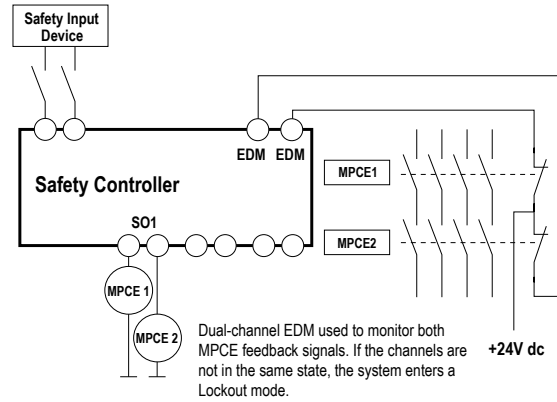 Safety Input
Device
EDM EDM
Safety Controller
SO1
MPCE1
MPCE2
MPCE 1
MPCE 2
Dual-channel EDM used to monitor both
MPCE feedback signals. If the channels are
not in the same state, the system enters a
Lockout mode.
+24V dc